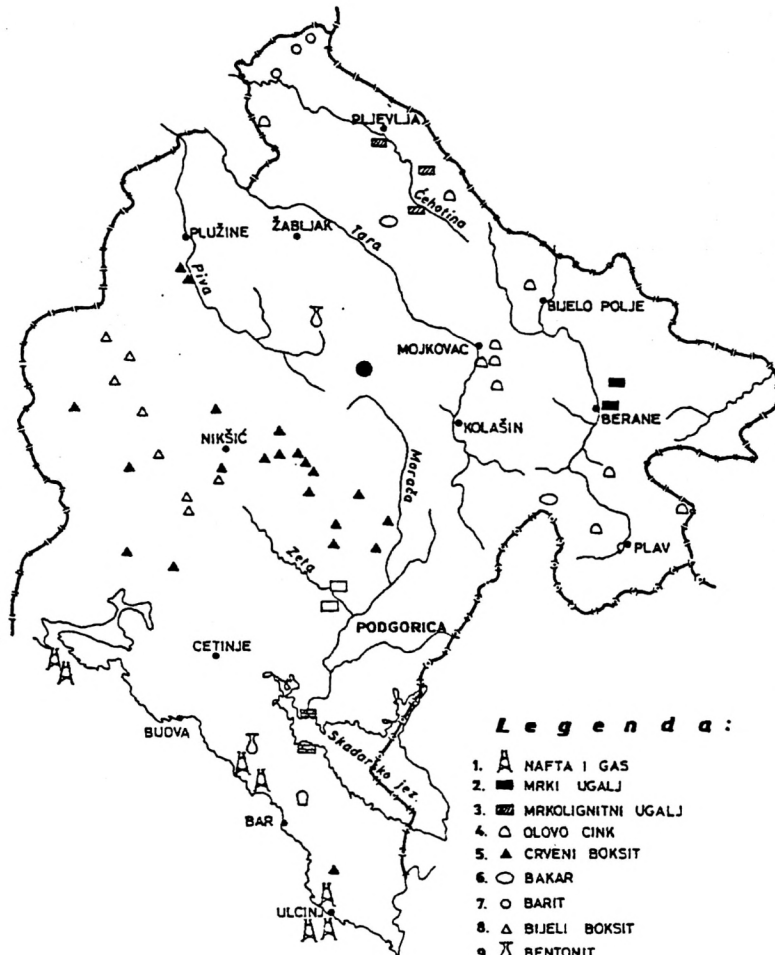 PLJEVLJA
Ćehotina
PLUŽINE
ŽABLJAK
Tara
Piva
BIJELO POLJE
MOJKOVAC
BERANE
KOLAŠIN
NIKŠIĆ
Morača
Zeta
PLAV
PODGORICA
CETINJE
BUDVA
Skadarsko jez.
BAR
ULCINJ
Legenda:
1. NAFTA I GAS
2. MRKI UGALJ
3. MRKOLIGNITNI UGALJ
4. OLOVO CINK
5. CRVENI BOKSIT
6. BAKAR
7. BARIT
8. BIJELI BOKSIT
9. BENTONIT